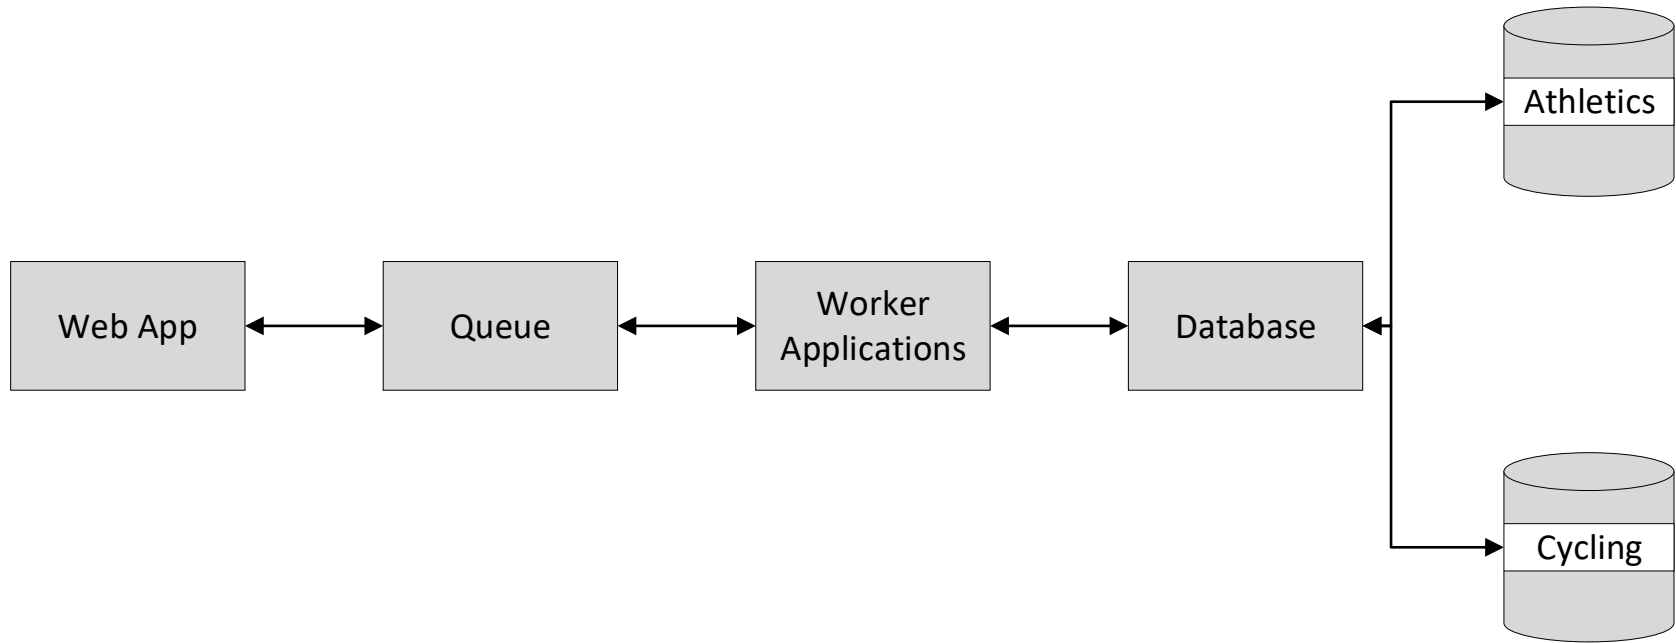 Athletics
Web App
Queue
Worker
Applications
Database
Cycling